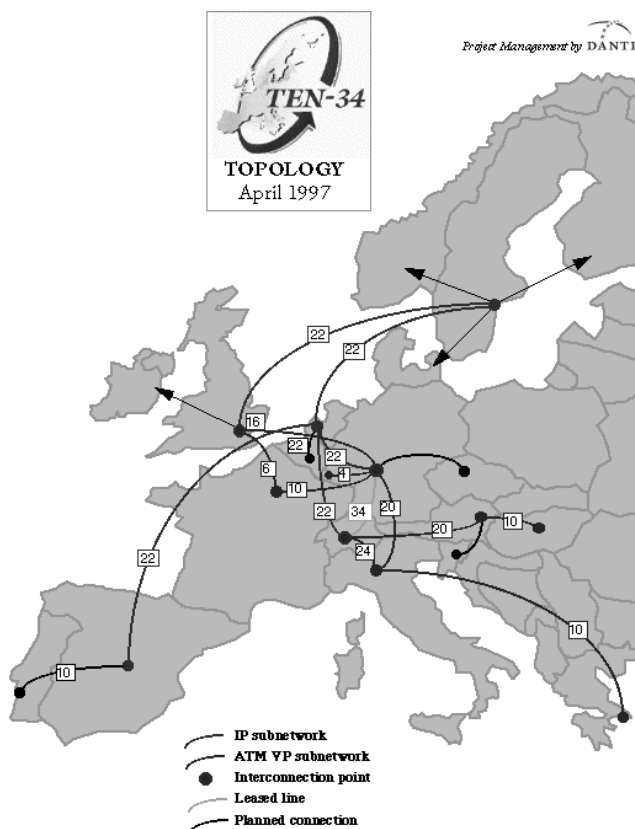 Project Management by DANTE
TEN-34
TOPOLOGY
April 1997
22
22
16
22
22
6
4
10
22
34
20
20
10
24
22
10
10
IP subnetwork
ATM VP subnetwork
Interconnection point
Leased line
Planned connection